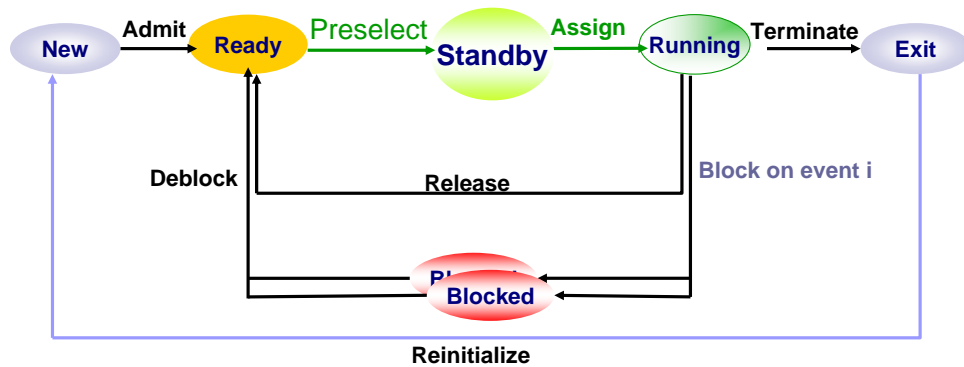 New
Admit
Ready
Preselect
Standby
Assign
Running
Terminate
Exit
Deblock
Release
Block on event i
Blocked
Reinitialize